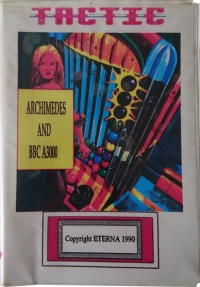 TACTIC
ARCHIMEDES
AND
BBC A3000
Copyright ETERNA 1990